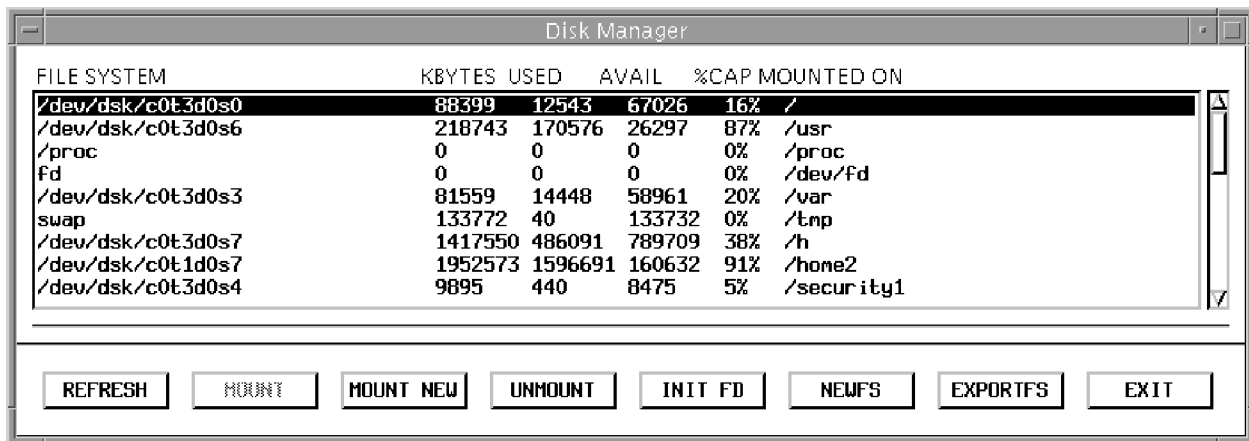 Disk Manager
FILE SYSTEM KBYTES USED AVAIL %CAP MOUNTED ON
/dev/dsk/c0t3d0s0 88399 12543 67026 16% /
/dev/dsk/c0t3d0s6 218743 170576 26297 87% /usr
/proc 0 0 0 0% /proc
fd 0 0 0 0% /dev/fd
/dev/dsk/c0t3d0s3 81559 14448 58961 20% /var
swap 133772 40 133732 0% /tmp
/dev/dsk/c0t3d0s7 1417550 486091 789709 38% /h
/dev/dsk/c0t1d0s7 1952573 1596691 160632 91% /home2
/dev/dsk/c0t3d0s4 9895 440 8475 5% /security1
REFRESH MOUNT MOUNT NEW UNMOUNT INIT FD NEWFS EXPORTFS EXIT